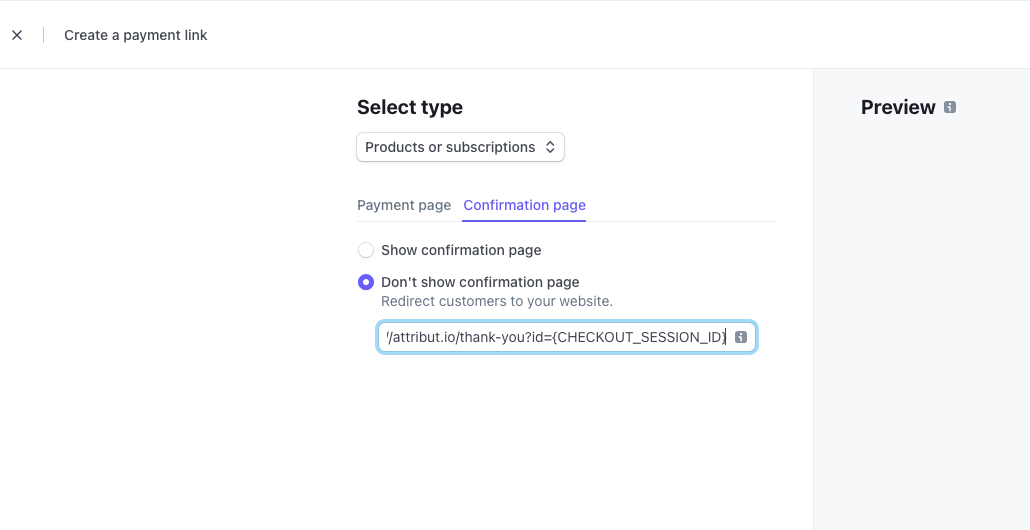 Create a payment link
Select type
Preview
Products or subscriptions
Payment page Confirmation page
Show confirmation page
Don't show confirmation page
Redirect customers to your website.
/attribut.io/thank-you?id={CHECKOUT_SESSION_ID}